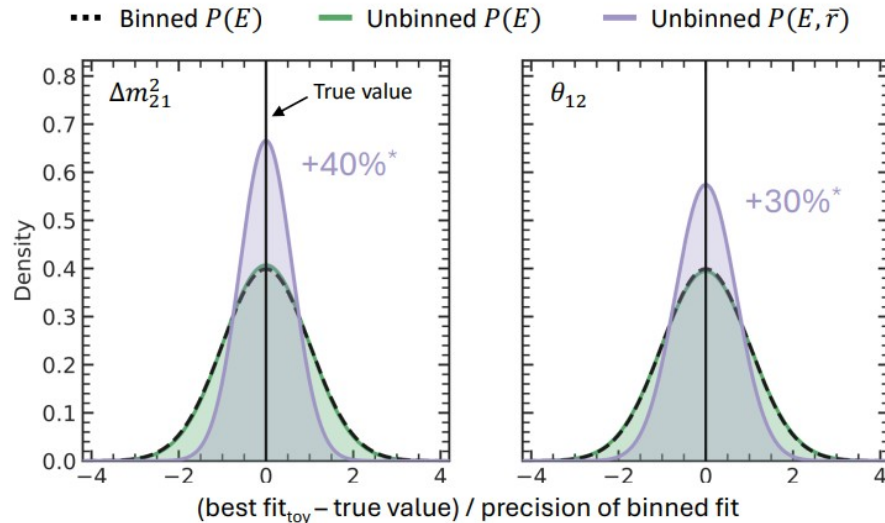 Binned P(E) Unbinned P(E) Unbinned P(E, r̄)
Δm²₂₁
True value
+40%*
θ₁₂
+30%*
Density
0.8
0.7
0.6
0.5
0.4
0.3
0.2
0.1
0.0
−4 −2 0 2 4
−4 −2 0 2 4
(best fit_toy – true value) / precision of binned fit